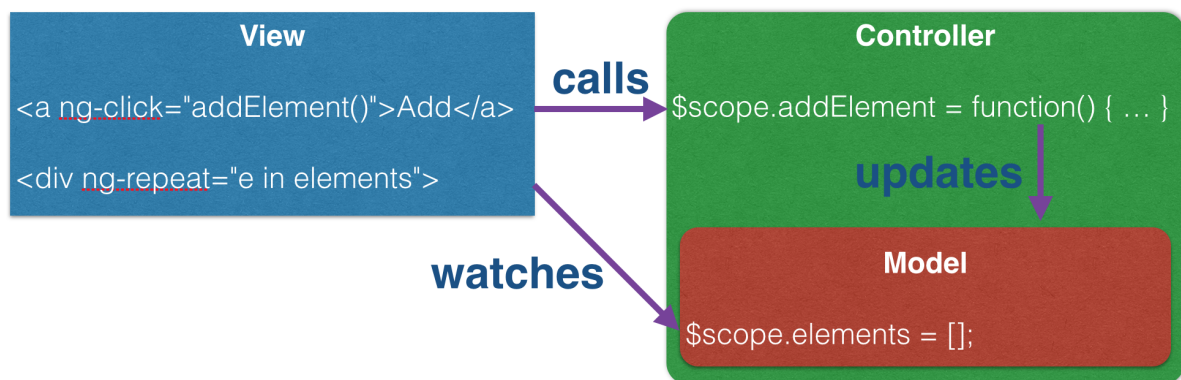 View
<a ng-click="addElement()">Add</a>
<div ng-repeat="e in elements">
calls
watches
Controller
$scope.addElement = function() { ... }
updates
Model
$scope.elements = [];